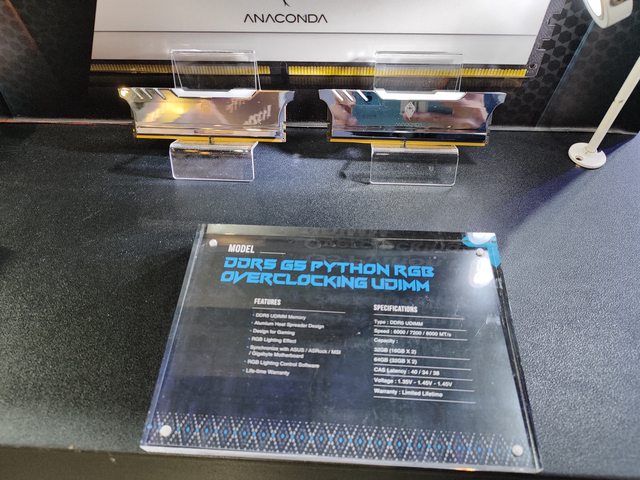 ANACONDA
ANACONDA
MODEL
DDR5 G5 PYTHON RGB
OVERCLOCKING UDIMM
FEATURES
- DDR5 UDIMM Memory
- Alumium Heat Spreader Design
- Design for Gaming
- RGB Lighting Effect
- Synchronize with ASUS / ASRock / MSI
/ Gigabyte Motherboard
- RGB Lighting Control Software
- Life-time Warranty
SPECIFICATIONS
Type : DDR5 UDIMM
Speed : 6000 / 7200 / 8000 MT/s
Capacity :
32GB (16GB X 2)
64GB (32GB X 2)
CAS Latency : 40 / 34 / 38
Voltage : 1.35V - 1.45V - 1.45V
Warranty : Limited Lifetime